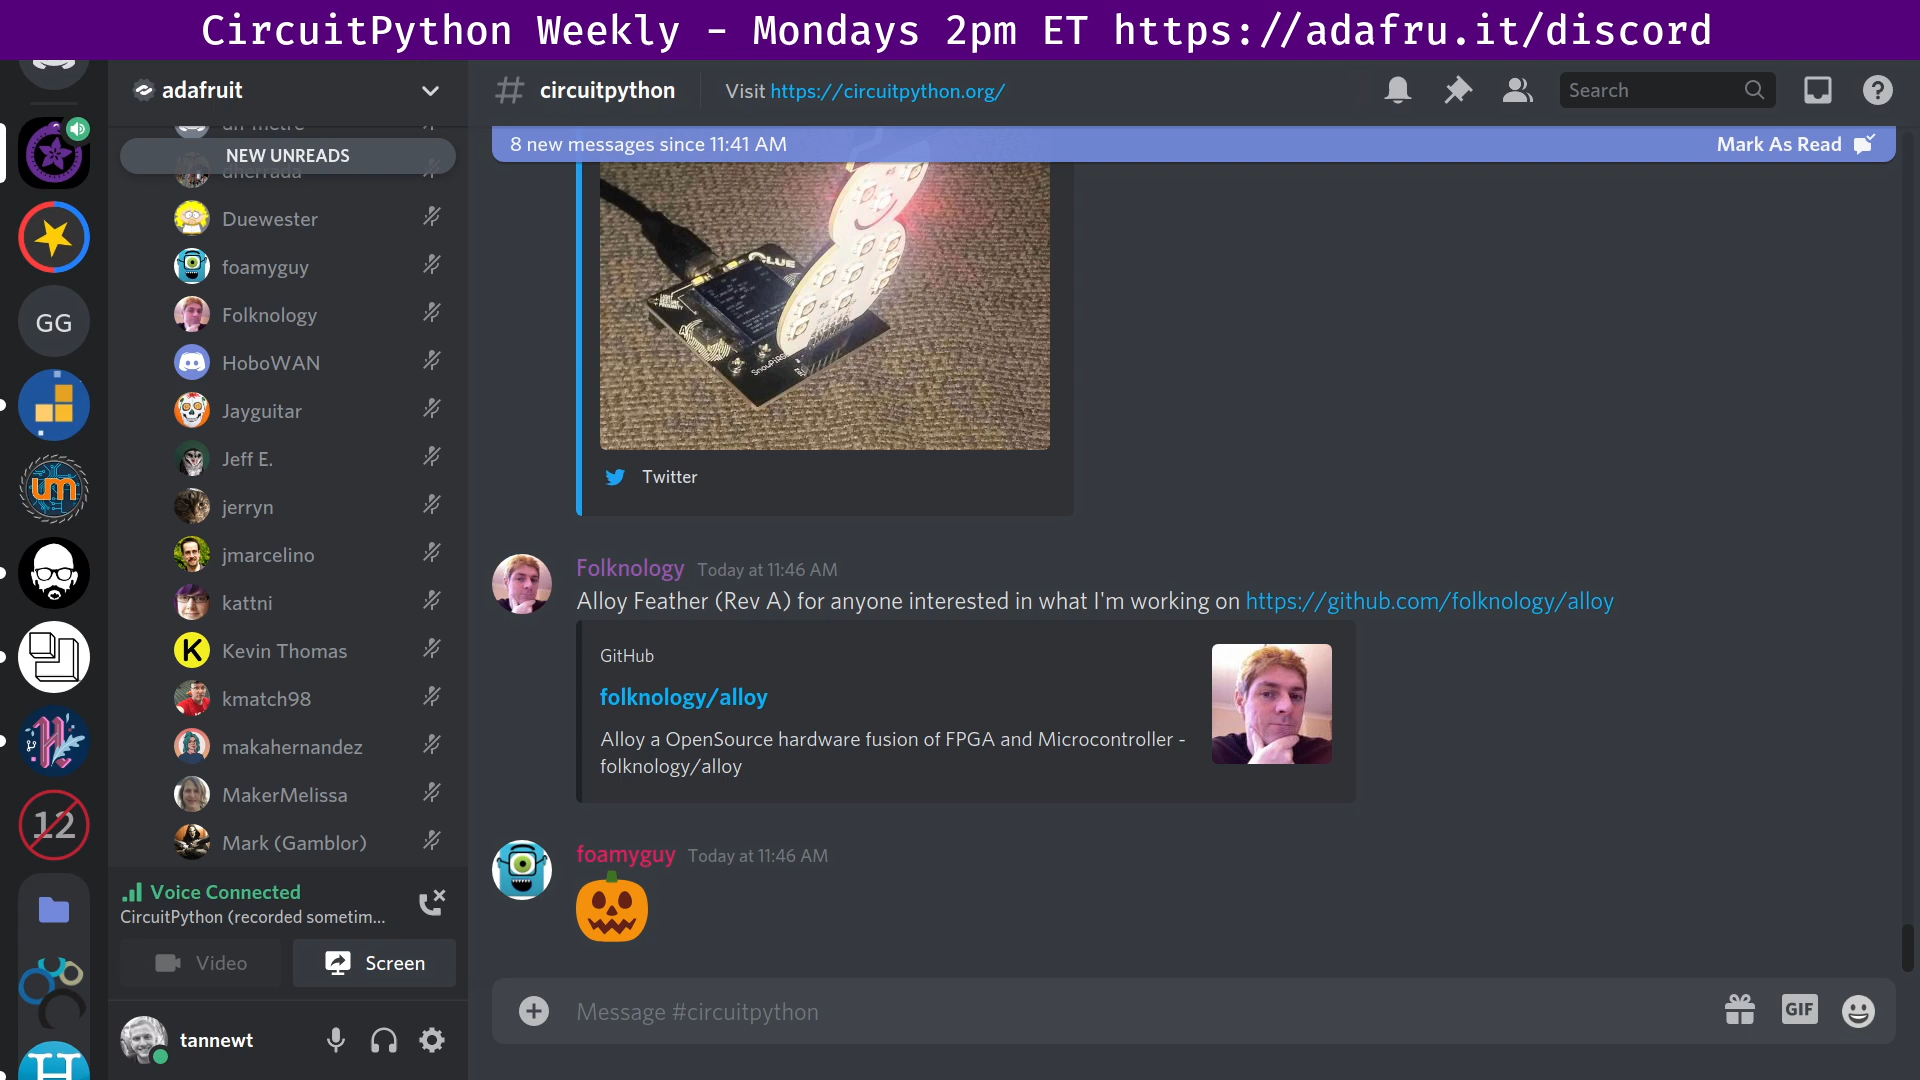 CircuitPython Weekly – Mondays 2pm ET https://adafru.it/discord
adafruit
circuitpython
Visit https://circuitpython.org/
Search
NEW UNREADS
8 new messages since 11:41 AM
Mark As Read
dherrada
Duewester
foamyguy
Folknology
GG
HoboWAN
Jayguitar
Jeff E.
jerryn
jmarcelino
kattni
Kevin Thomas
kmatch98
makahernandez
MakerMelissa
Mark (Gamblor)
um
K
12
H
CLUE
Twitter
Folknology Today at 11:46 AM
Alloy Feather (Rev A) for anyone interested in what I'm working on https://github.com/folknology/alloy
GitHub
folknology/alloy
Alloy a OpenSource hardware fusion of FPGA and Microcontroller -
folknology/alloy
foamyguy Today at 11:46 AM
Voice Connected
CircuitPython (recorded sometim...
Video
Screen
tannewt
Message #circuitpython
GIF